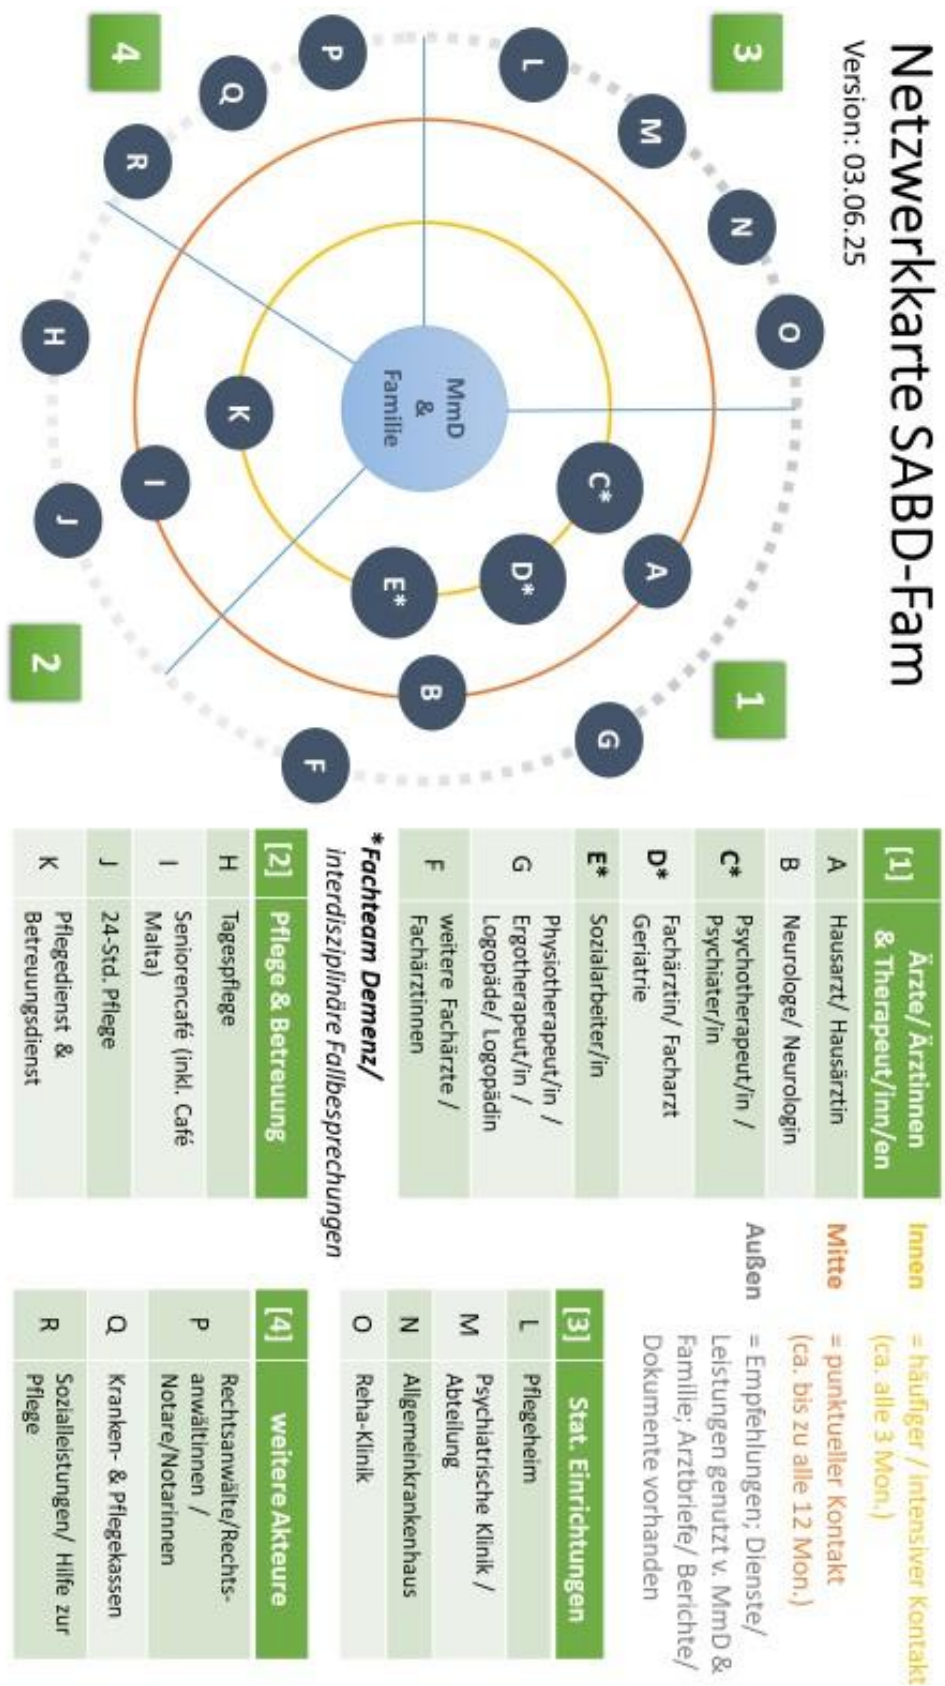 Netzwerkkarte SABD-Fam
Version: 03.06.25
3
1
4
2
L
M
N
O
P
Q
R
H
I
J
K
C*
D*
E*
A
B
G
F
MmD
&
Familie
Innen = häufiger / intensiver Kontakt
(ca. alle 3 Mon.)
Mitte = punktueller Kontakt
(ca. bis zu alle 12 Mon.)
Außen = Empfehlungen; Dienste/
Leistungen genutzt v. MmD &
Familie; Arztbriefe/ Berichte/
Dokumente vorhanden
[1] Ärzte/ Ärztinnen
& Therapeut/inn/en
A Hausarzt/ Hausärztin
B Neurologe/ Neurologin
C* Psychotherapeut/in /
Psychiater/in
D* Fachärztin/ Facharzt
Geriatrie
E* Sozialarbeiter/in
G Physiotherapeut/in /
Ergotherapeut/in /
Logopäde/ Logopädin
F weitere Fachärzte /
Fachärztinnen
*Fachteam Demenz/
interdisziplinäre Fallbesprechungen
[2] Pflege & Betreuung
H Tagespflege
I Seniorencafé (inkl. Café
Malta)
J 24-Std. Pflege
K Pflegedienst &
Betreuungsdienst
[3] Stat. Einrichtungen
L Pflegeheim
M Psychiatrische Klinik /
Abteilung
N Allgemeinkrankenhaus
O Reha-Klinik
[4] weitere Akteure
P Rechtsanwälte/Rechts-
anwältinnen /
Notare/Notarinnen
Q Kranken- & Pflegekassen
R Sozialleistungen/ Hilfe zur
Pflege